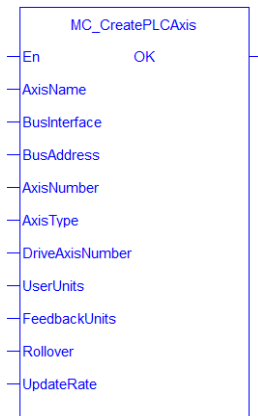 MC_CreatePLCAxis
En OK
AxisName
BusInterface
BusAddress
AxisNumber
AxisType
DriveAxisNumber
UserUnits
FeedbackUnits
Rollover
UpdateRate